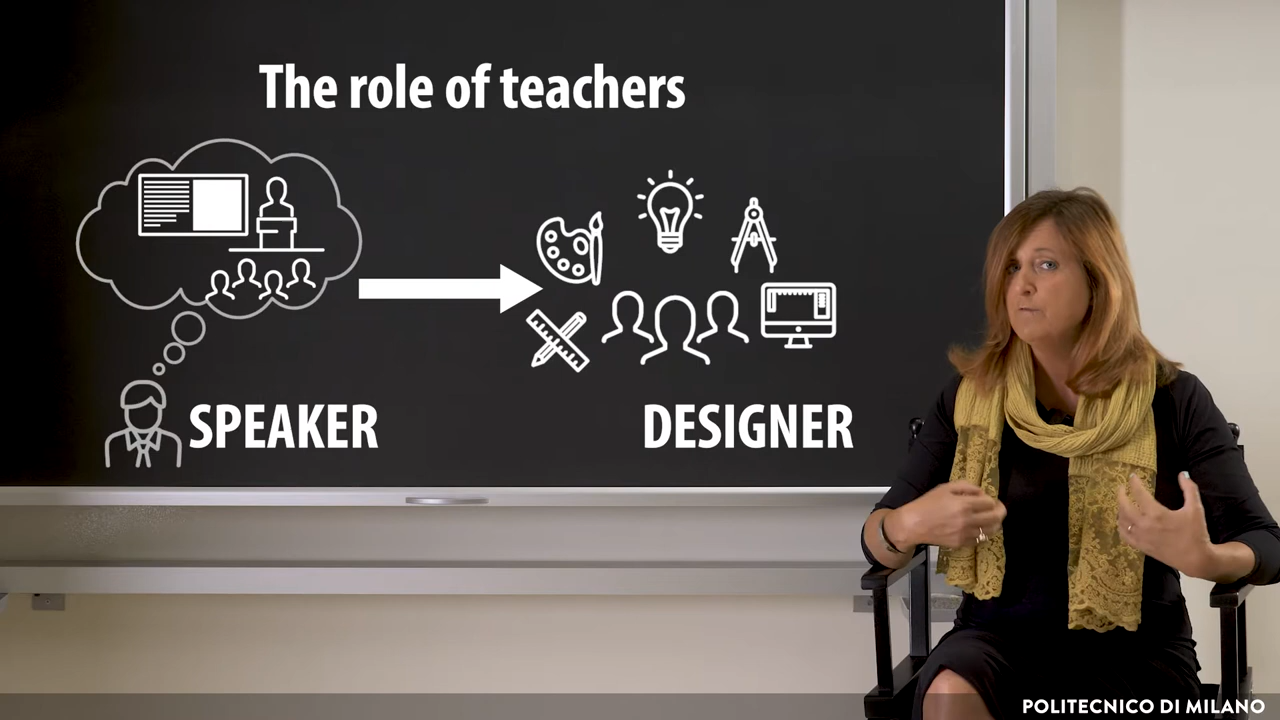 The role of teachers
SPEAKER
DESIGNER
POLITECNICO DI MILANO